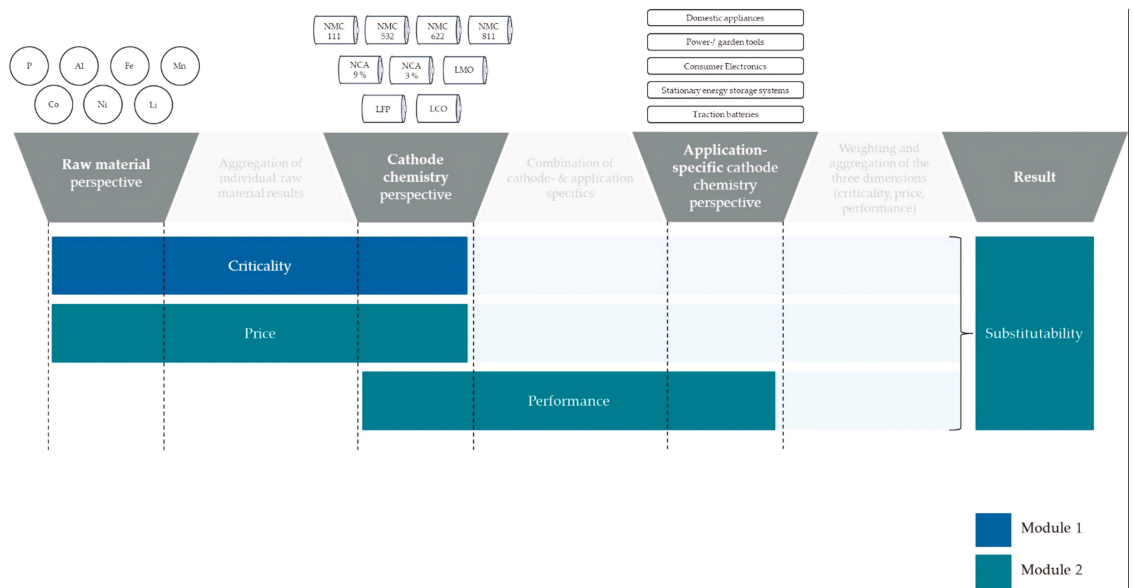 NMC
111
NMC
532
NMC
622
NMC
811
NCA
9 %
NCA
3 %
LMO
LFP
LCO
P
Al
Fe
Mn
Co
Ni
Li
Domestic appliances
Power-/ garden tools
Consumer Electronics
Stationary energy storage systems
Traction batteries
Raw material
perspective
Aggregation of
individual raw
material results
Cathode
chemistry
perspective
Combination of
cathode- & application
specifics
Application-
specific cathode
chemistry
perspective
Weighting and
aggregation of the
three dimensions
(criticality, price,
performance)
Result
Criticality
Price
Performance
Substitutability
Module 1
Module 2